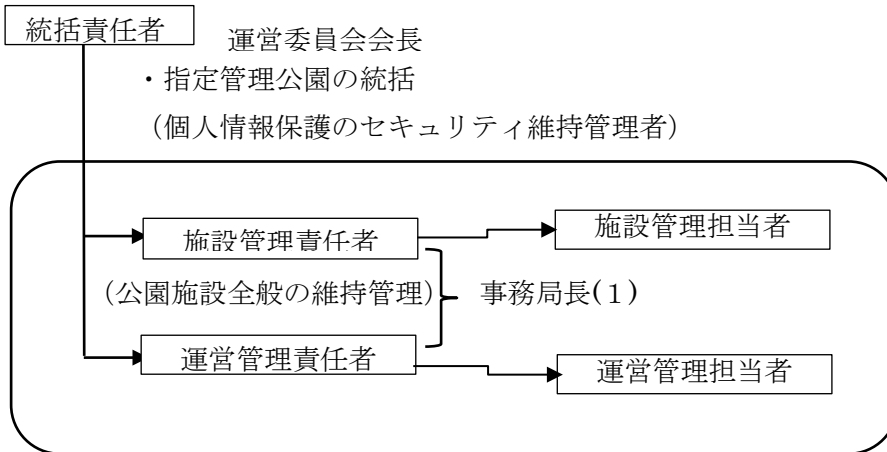 統括責任者
運営委員会会長
・指定管理公園の統括
（個人情報保護のセキュリティ維持管理者）
施設管理責任者
施設管理担当者
（公園施設全般の維持管理）
事務局長(１)
運営管理責任者
運営管理担当者